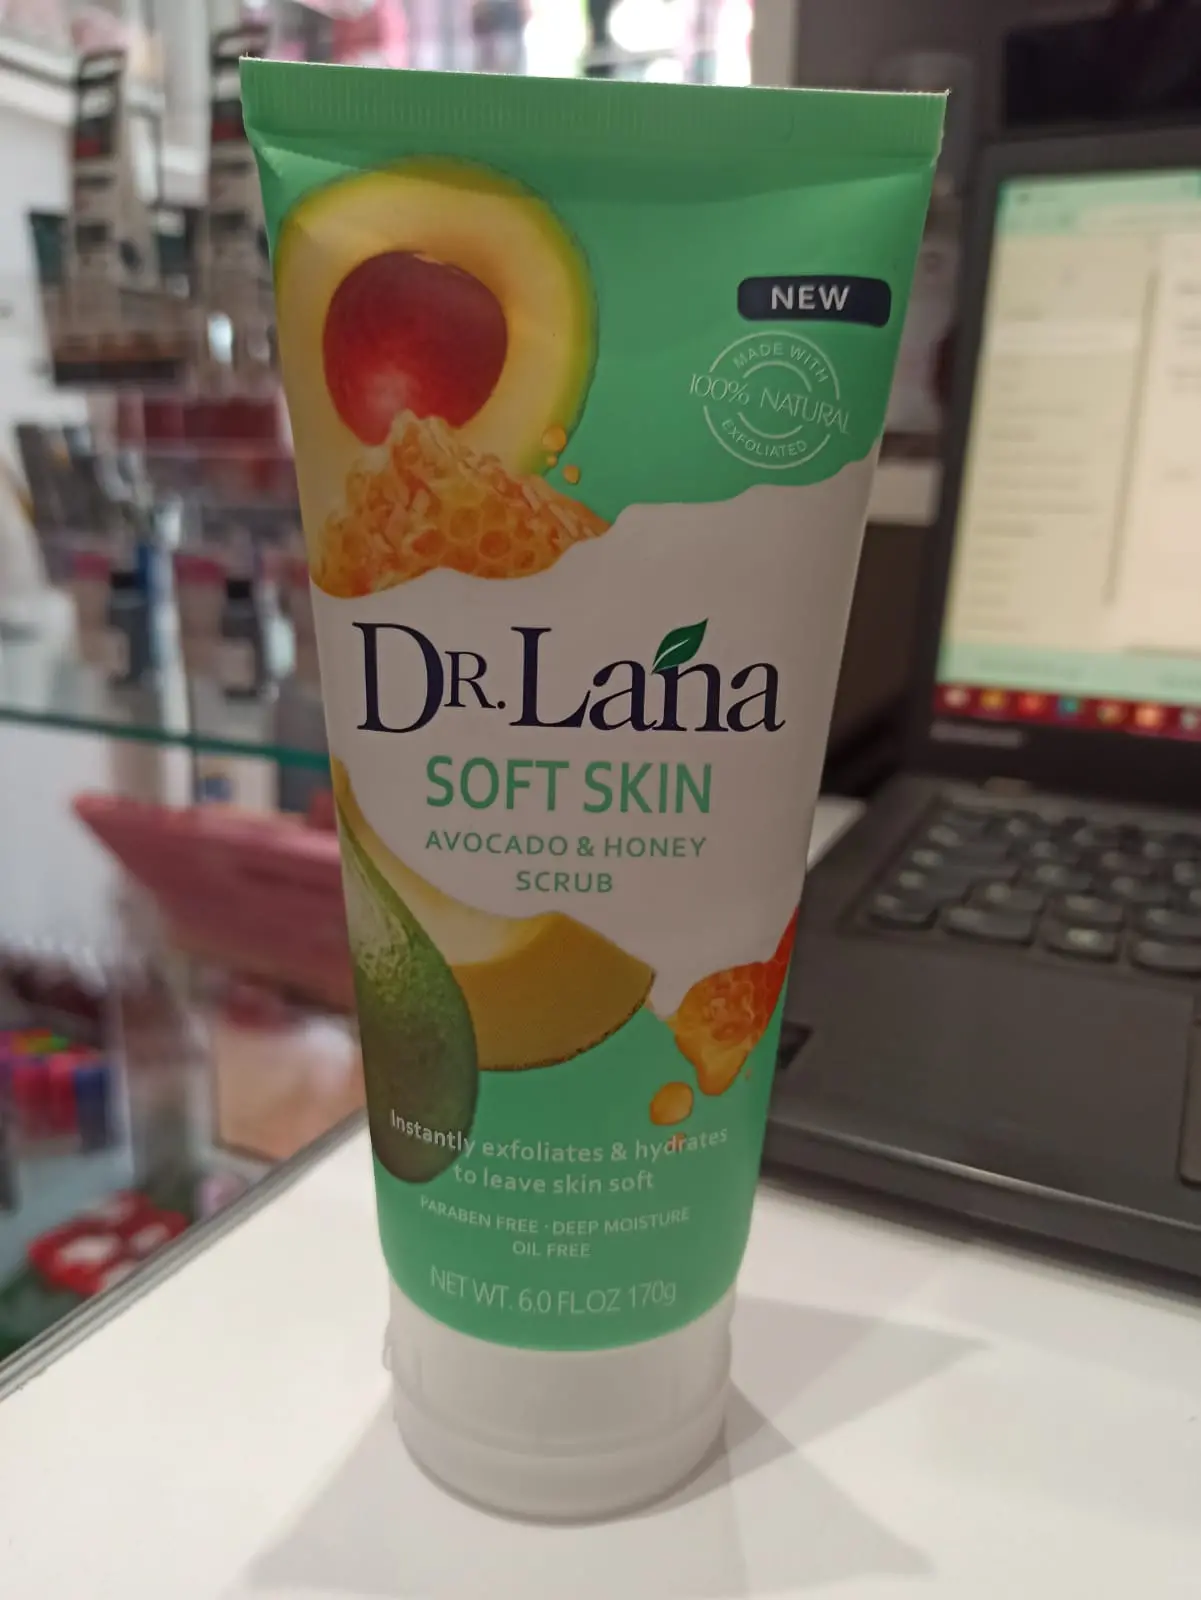 NEW
MADE WITH
100% NATURAL
EXFOLIATED
DR. Lana
SOFT SKIN
AVOCADO & HONEY
SCRUB
Instantly exfoliates & hydrates
to leave skin soft
PARABEN FREE · DEEP MOISTURE
OIL FREE
NET WT. 6.0 FL.OZ 170g